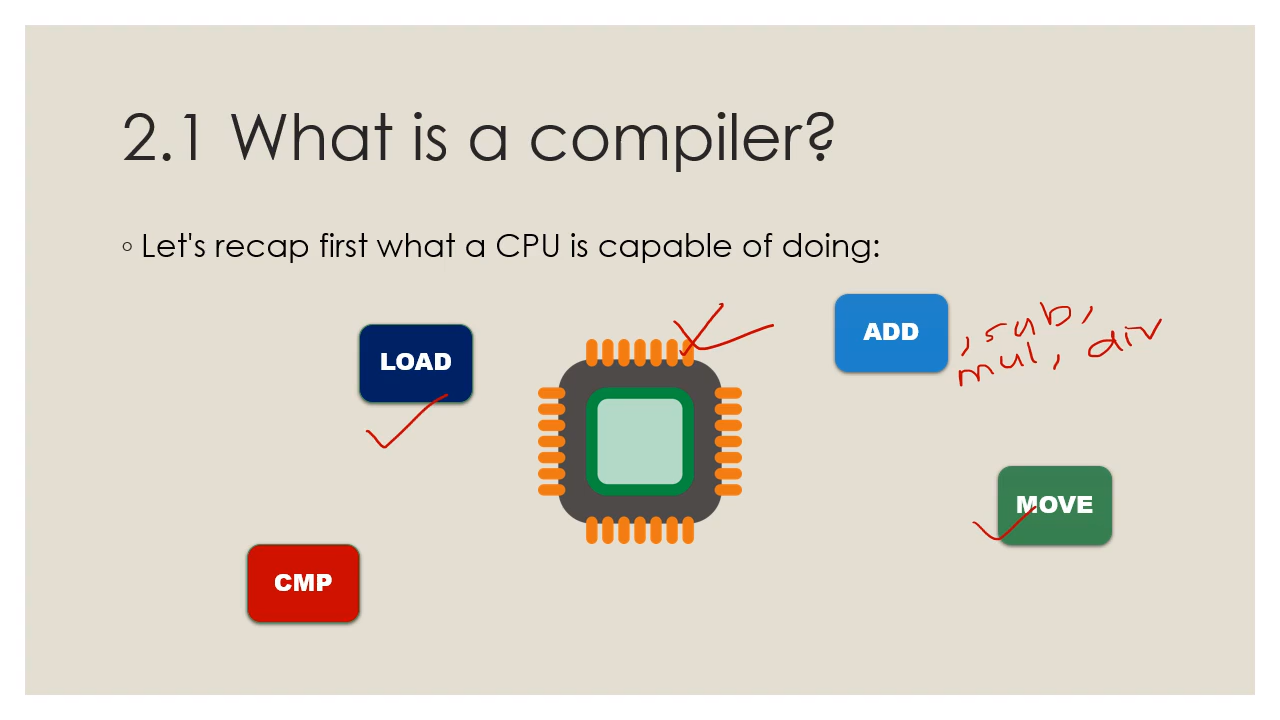 2.1 What is a compiler?
◦ Let's recap first what a CPU is capable of doing:
ADD
, sub,
mul, div
LOAD
MOVE
CMP